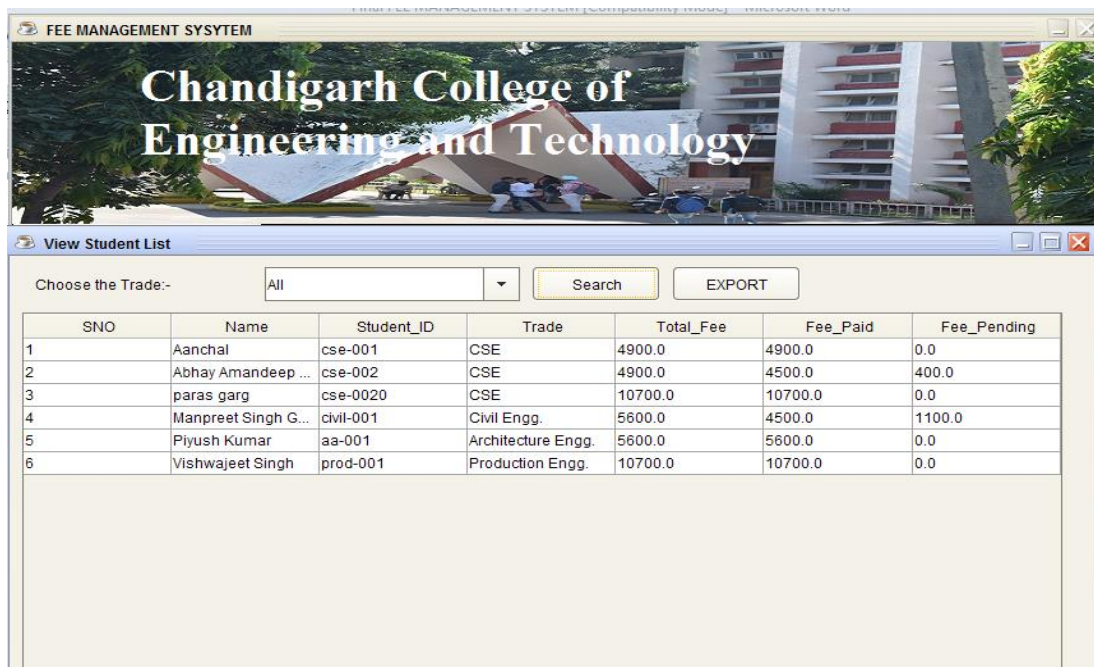 FEE MANAGEMENT SYSYTEM
Chandigarh College of
Engineering and Technology
View Student List
Choose the Trade:- All Search EXPORT
SNO Name Student_ID Trade Total_Fee Fee_Paid Fee_Pending
1 Aanchal cse-001 CSE 4900.0 4900.0 0.0
2 Abhay Amandeep ... cse-002 CSE 4900.0 4500.0 400.0
3 paras garg cse-0020 CSE 10700.0 10700.0 0.0
4 Manpreet Singh G... civil-001 Civil Engg. 5600.0 4500.0 1100.0
5 Piyush Kumar aa-001 Architecture Engg. 5600.0 5600.0 0.0
6 Vishwajeet Singh prod-001 Production Engg. 10700.0 10700.0 0.0